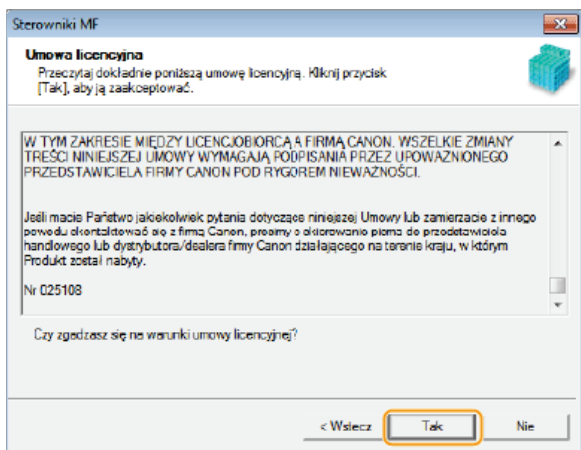 Sterowniki MF
Umowa licencyjna
Przeczytaj dokładnie poniższą umowę licencyjną. Kliknij przycisk
[Tak], aby ją zaakceptować.
W TYM ZAKRESIE MIĘDZY LICENCJOBIORCĄ A FIRMĄ CANON. WSZELKIE ZMIANY
TREŚCI NINIEJSZEJ UMOWY WYMAGAJĄ PODPISANIA PRZEZ UPOWAŻNIONEGO
PRZEDSTAWICIELA FIRMY CANON POD RYGOREM NIEWAŻNOŚCI.
Jeśli macie Państwo jakiekolwiek pytania dotyczące niniejszej Umowy lub zamierzacie z innego
powodu skontaktować się z firmą Canon, prosimy o skierowanie pisma do przedstawiciela
handlowego lub dystrybutora/dealera firmy Canon działającego na terenie kraju, w którym
Produkt został nabyty.
Nr 025108
Czy zgadzasz się na warunki umowy licencyjnej?
< Wstecz
Tak
Nie